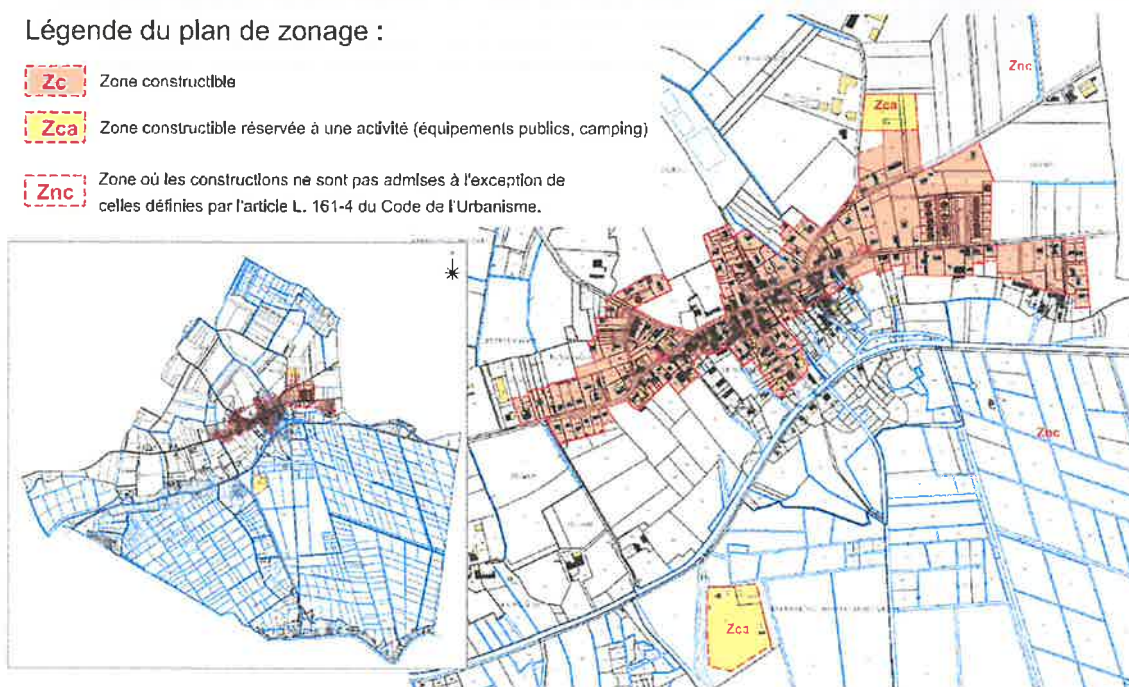 Légende du plan de zonage :
Zc Zone constructible
Zca Zone constructible réservée à une activité (équipements publics, camping)
Znc Zone où les constructions ne sont pas admises à l'exception de
celles définies par l'article L. 161-4 du Code de l'Urbanisme.
Znc
Zca
Znc
Zca